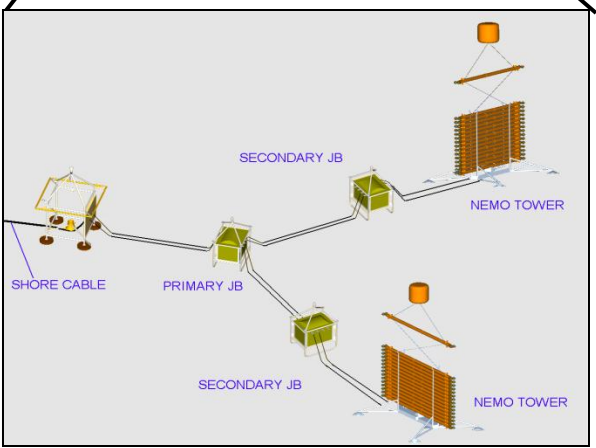 SECONDARY JB
NEMO TOWER
SHORE CABLE
PRIMARY JB
SECONDARY JB
NEMO TOWER